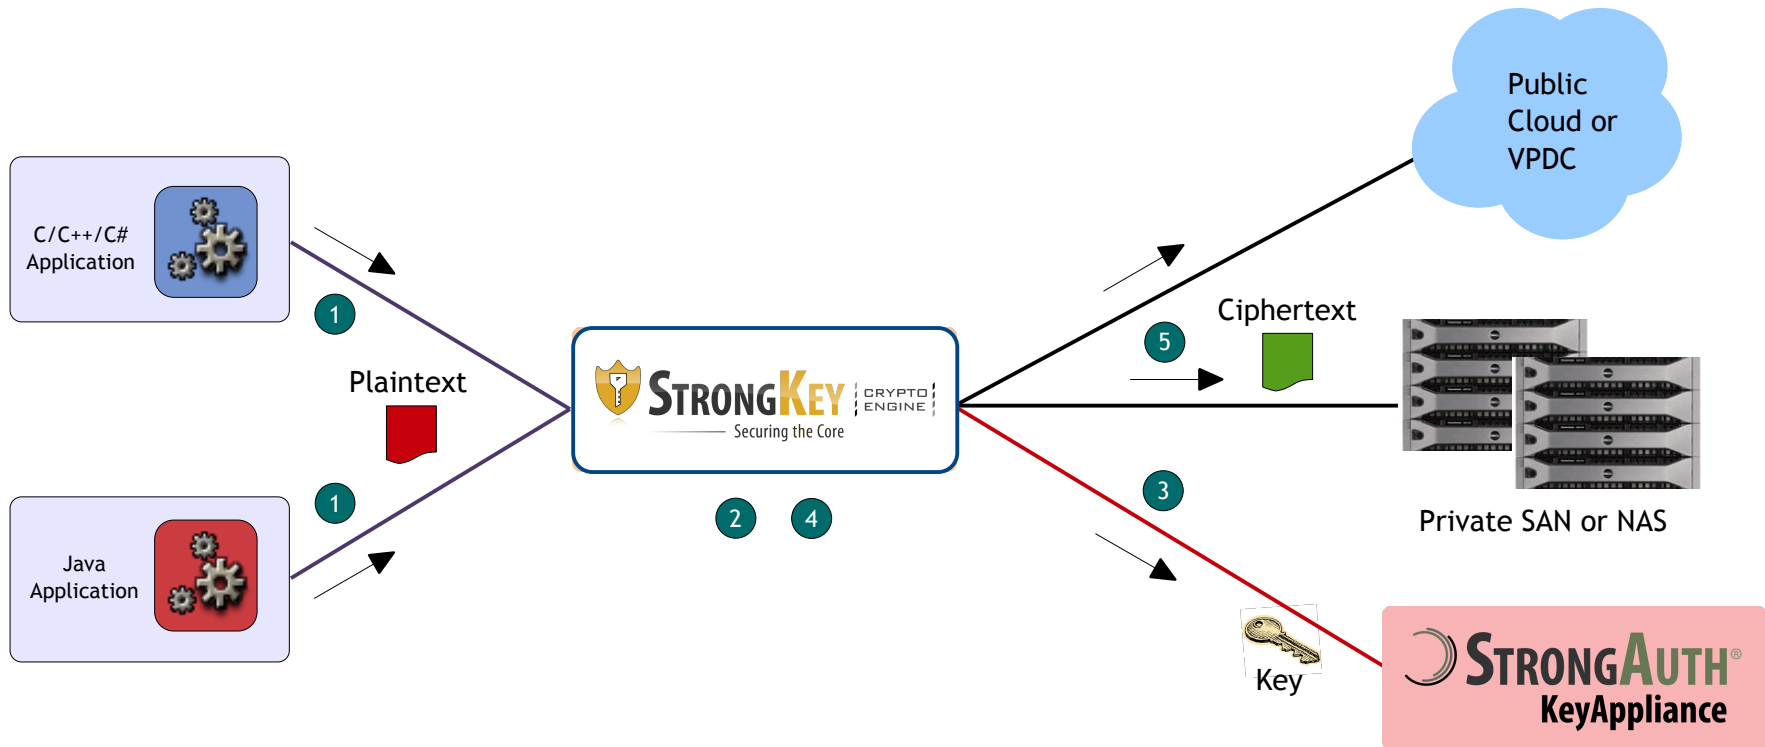 Public
Cloud or
VPDC
C/C++/C#
Application
1
Ciphertext
5
Plaintext
STRONGKEY CRYPTO ENGINE
Securing the Core
3
1
2
4
Private SAN or NAS
Java
Application
Key
STRONGAUTH®
KeyAppliance